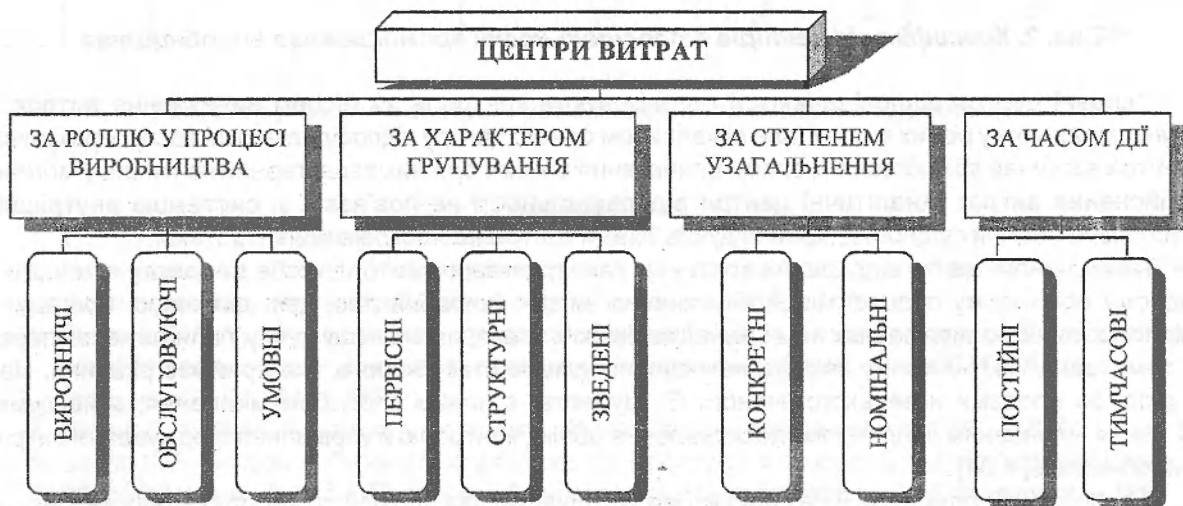 ЦЕНТРИ ВИТРАТ
ЗА РОЛЛЮ У ПРОЦЕСІ
ВИРОБНИЦТВА
ЗА ХАРАКТЕРОМ
ГРУПУВАННЯ
ЗА СТУПЕНЕМ
УЗАГАЛЬНЕННЯ
ЗА ЧАСОМ ДІЇ
ВИРОБНИЧІ
ОБСЛУГОВУЮЧІ
УМОВНІ
ПЕРВІСНІ
СТРУКТУРНІ
ЗВЕДЕНІ
КОНКРЕТНІ
НОМІНАЛЬНІ
ПОСТІЙНІ
ТИМЧАСОВІ